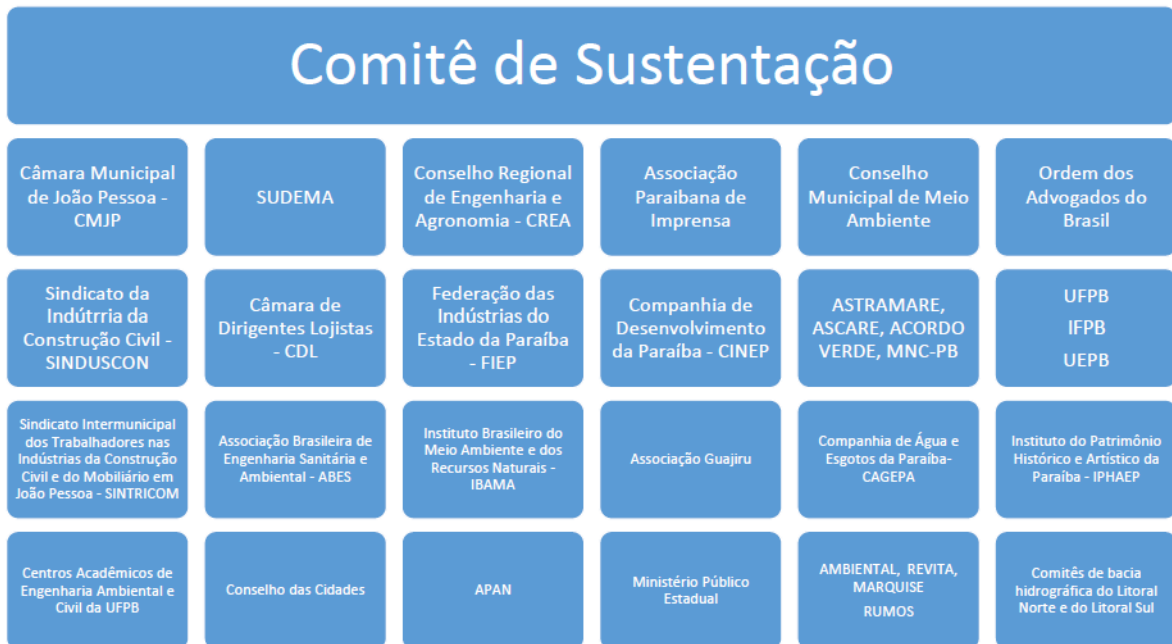 Comitê de Sustentação
Câmara Municipal
de João Pessoa -
CMJP
SUDEMA
Conselho Regional
de Engenharia e
Agronomia - CREA
Associação
Paraibana de
Imprensa
Conselho
Municipal de Meio
Ambiente
Ordem dos
Advogados do
Brasil
Sindicato da
Indútrria da
Construção Civil -
SINDUSCON
Câmara de
Dirigentes Lojistas
- CDL
Federação das
Indústrias do
Estado da Paraíba
- FIEP
Companhia de
Desenvolvimento
da Paraíba - CINEP
ASTRAMARE,
ASCARE, ACORDO
VERDE, MNC-PB
UFPB
IFPB
UEPB
Sindicato Intermunicipal
dos Trabalhadores nas
Indústrias da Construção
Civil e do Mobiliário em
João Pessoa - SINTRICOM
Associação Brasileira de
Engenharia Sanitária e
Ambiental - ABES
Instituto Brasileiro do
Meio Ambiente e dos
Recursos Naturais -
IBAMA
Associação Guajiru
Companhia de Água e
Esgotos da Paraíba-
CAGEPA
Instituto do Patrimônio
Histórico e Artístico da
Paraíba - IPHAEP
Centros Acadêmicos de
Engenharia Ambiental e
Civil da UFPB
Conselho das Cidades
APAN
Ministério Público
Estadual
AMBIENTAL, REVITA,
MARQUISE
RUMOS
Comitês de bacia
hidrográfica do Litoral
Norte e do Litoral Sul